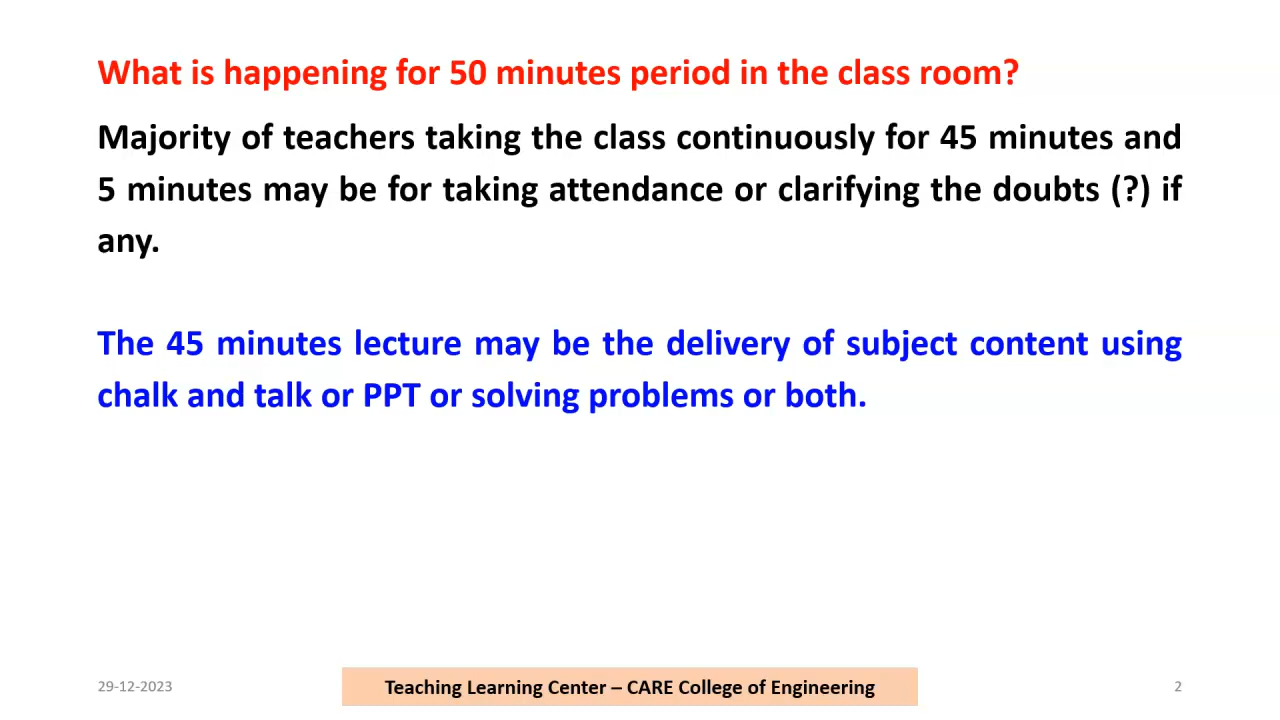 What is happening for 50 minutes period in the class room?
Majority of teachers taking the class continuously for 45 minutes and
5 minutes may be for taking attendance or clarifying the doubts (?) if
any.
The 45 minutes lecture may be the delivery of subject content using
chalk and talk or PPT or solving problems or both.
29-12-2023
Teaching Learning Center – CARE College of Engineering
2